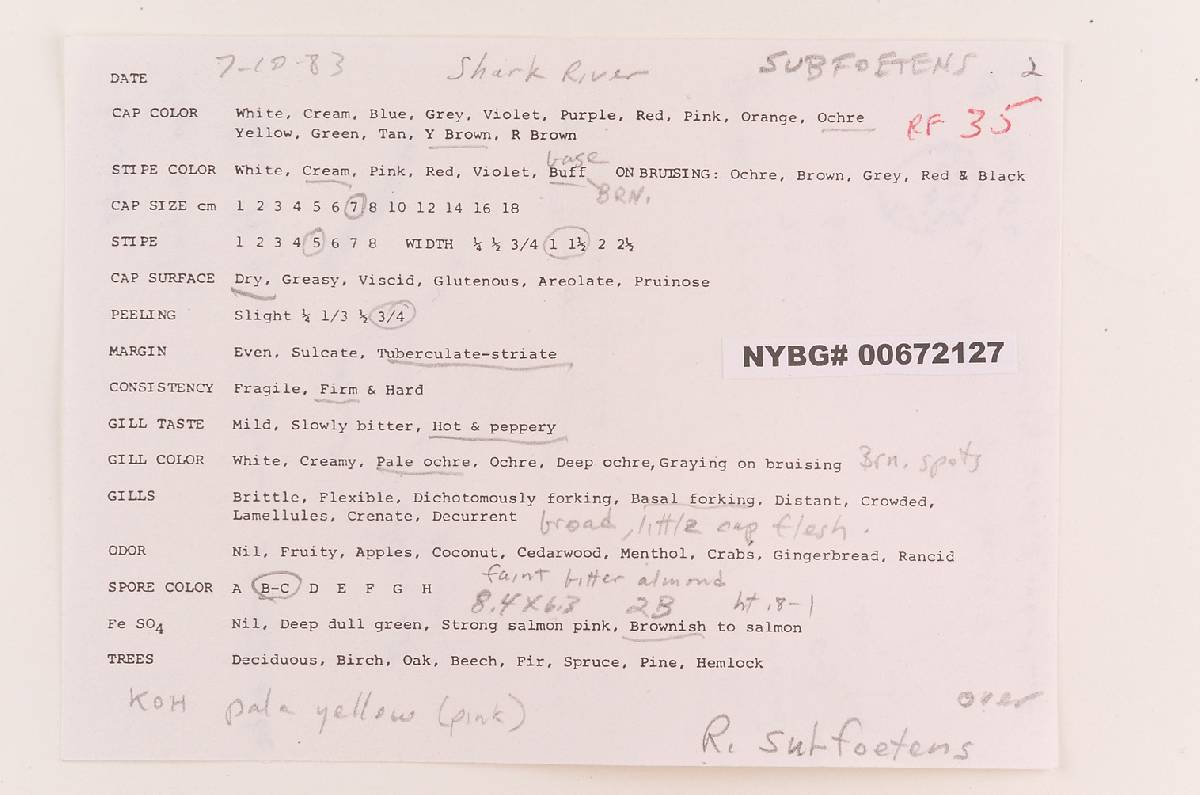 DATE 7-10-83 Shark River SUBFOETENS. 2
CAP COLOR White, Cream, Blue, Grey, Violet, Purple, Red, Pink, Orange, Ochre
RF 35
Yellow, Green, Tan, Y Brown, R Brown
base
STIPE COLOR White, Cream, Pink, Red, Violet, Buff ON BRUISING: Ochre, Brown, Grey, Red & Black
BRN.
CAP SIZE cm 1 2 3 4 5 6 7 8 10 12 14 16 18
STIPE 1 2 3 4 5 6 7 8 WIDTH ¼ ½ 3/4 1 1½ 2 2½
CAP SURFACE Dry, Greasy, Viscid, Glutenous, Areolate, Pruinose
PEELING Slight ¼ 1/3 ½ 3/4
MARGIN Even, Sulcate, Tuberculate-striate
NYBG# 00672127
CONSISTENCY Fragile, Firm & Hard
GILL TASTE Mild, Slowly bitter, Hot & peppery
GILL COLOR White, Creamy, Pale ochre, Ochre, Deep ochre, Graying on bruising Brn. spots
GILLS Brittle, Flexible, Dichotomously forking, Basal forking, Distant, Crowded,
Lamellules, Crenate, Decurrent broad, little cap flesh.
ODOR Nil, Fruity, Apples, Coconut, Cedarwood, Menthol, Crabs, Gingerbread, Rancid
faint bitter almond
SPORE COLOR A B-C D E F G H
8.4 X 6.3 2B ht .8-1
Fe SO4 Nil, Deep dull green, Strong salmon pink, Brownish to salmon
TREES Deciduous, Birch, Oak, Beech, Fir, Spruce, Pine, Hemlock
KOH pale yellow (pink)
over
R. subfoetens